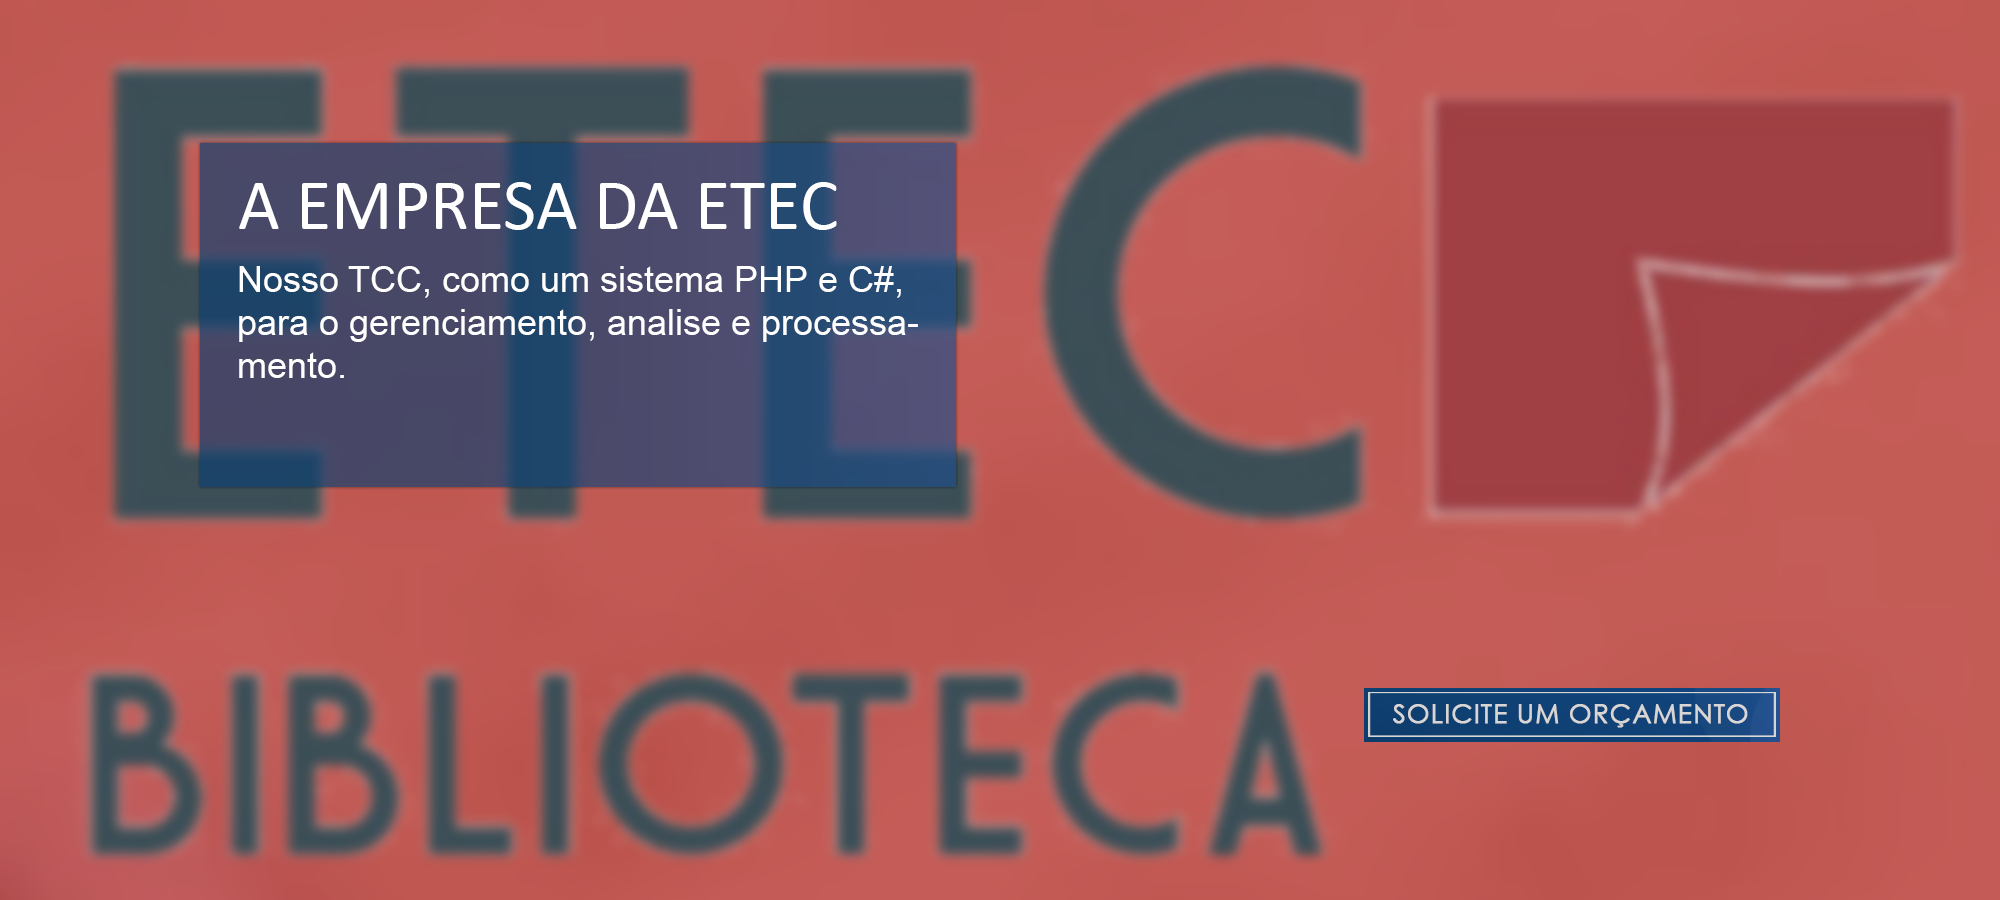 ETEC
A EMPRESA DA ETEC
Nosso TCC, como um sistema PHP e C#,
para o gerenciamento, analise e processa-
mento.
BIBLIOTECA
SOLICITE UM ORÇAMENTO